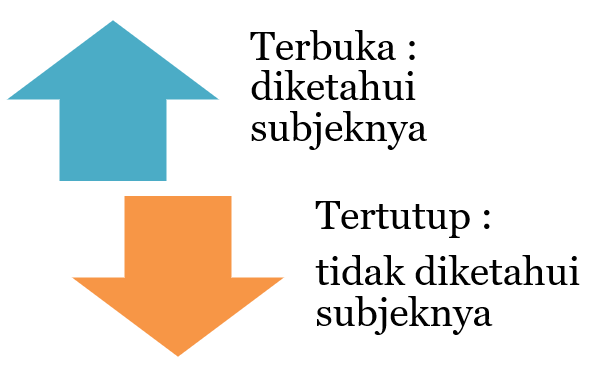 Terbuka :
diketahui
subjeknya
Tertutup :
tidak diketahui
subjeknya